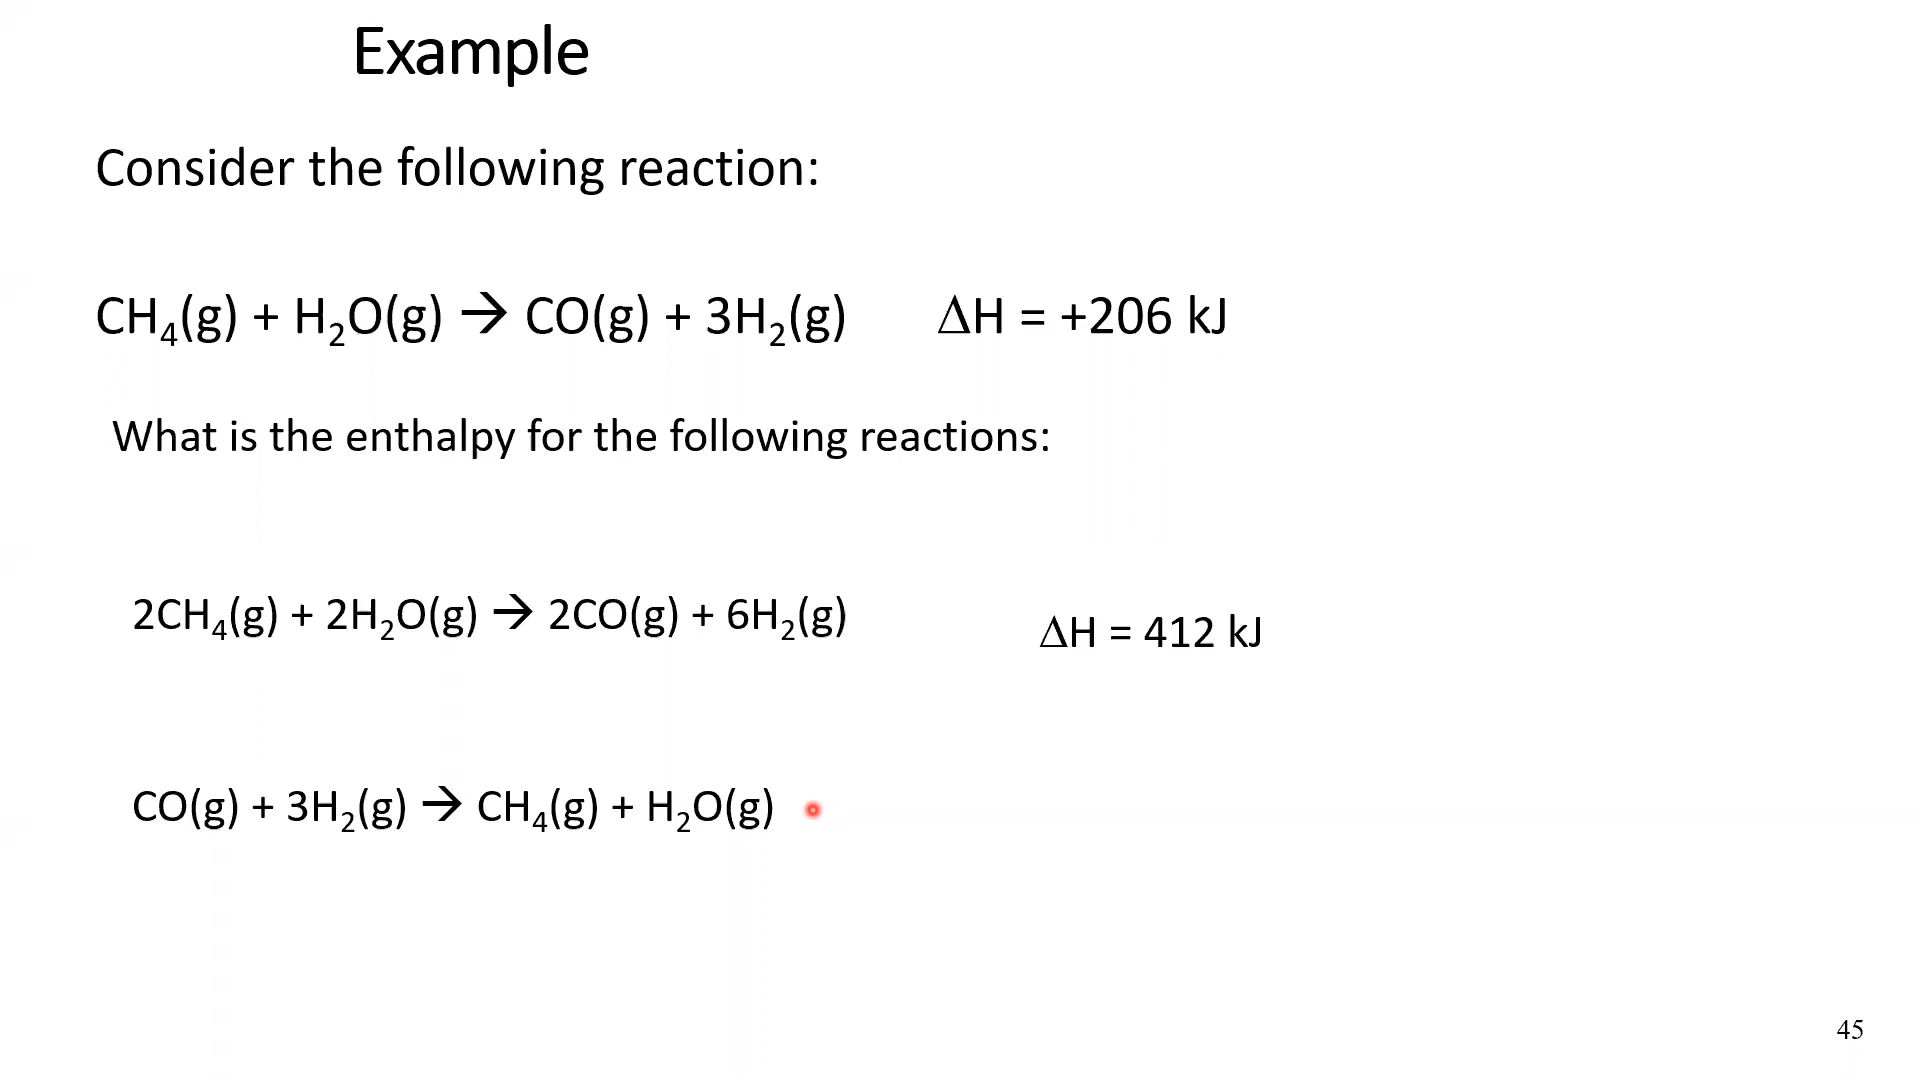 Example
Consider the following reaction:
CH₄(g) + H₂O(g) → CO(g) + 3H₂(g) ΔH = +206 kJ
What is the enthalpy for the following reactions:
2CH₄(g) + 2H₂O(g) → 2CO(g) + 6H₂(g) ΔH = 412 kJ
CO(g) + 3H₂(g) → CH₄(g) + H₂O(g)
45